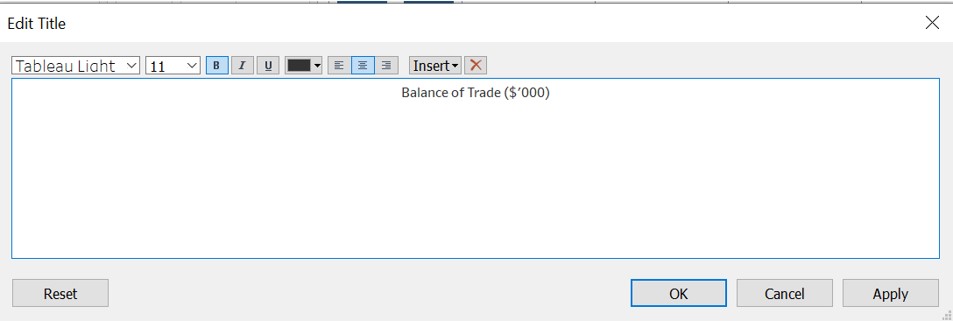 Edit Title
Tableau Light 11 B I U Insert
Balance of Trade ($'000)
Reset OK Cancel Apply